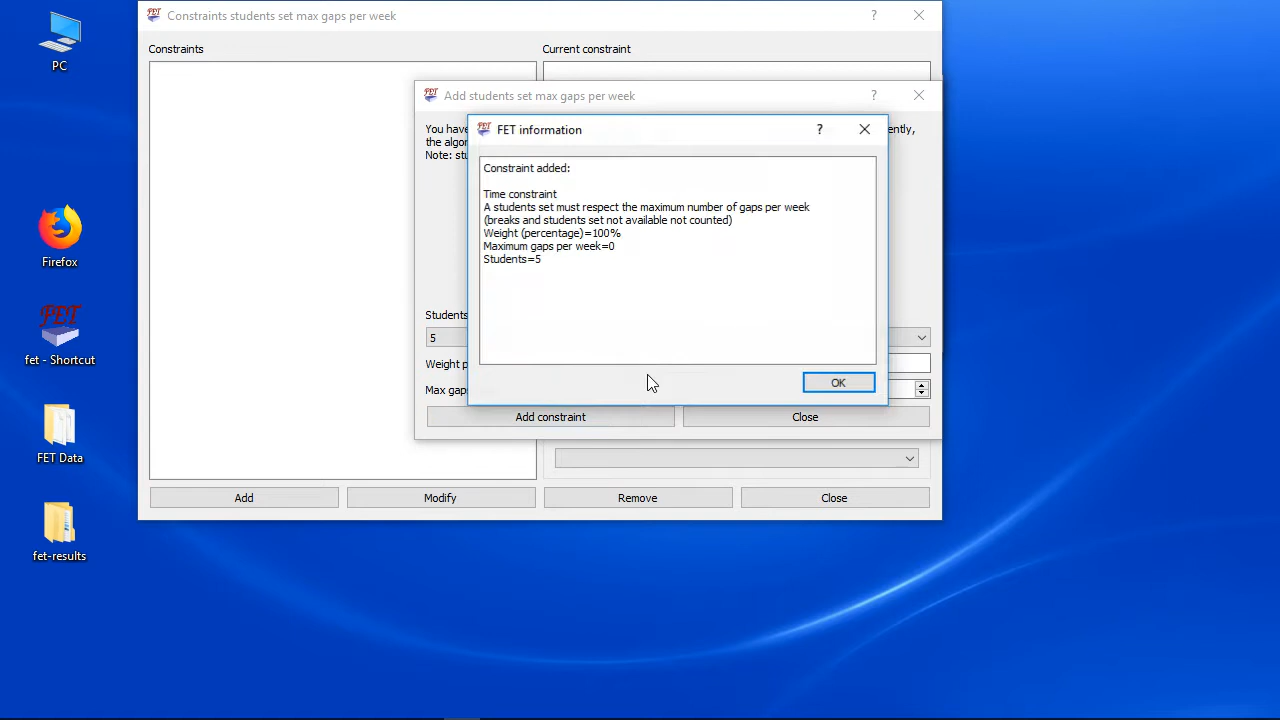 PC
Firefox
fet - Shortcut
FET Data
fet-results
Constraints students set max gaps per week
Constraints
Current constraint
Add students set max gaps per week
You have
ently,
the algor
Note: stu
FET information
Constraint added:
Time constraint
A students set must respect the maximum number of gaps per week
(breaks and students set not available not counted)
Weight (percentage)=100%
Maximum gaps per week=0
Students=5
OK
Students
5
Weight p
Max gaps
Add constraint
Close
Add
Modify
Remove
Close